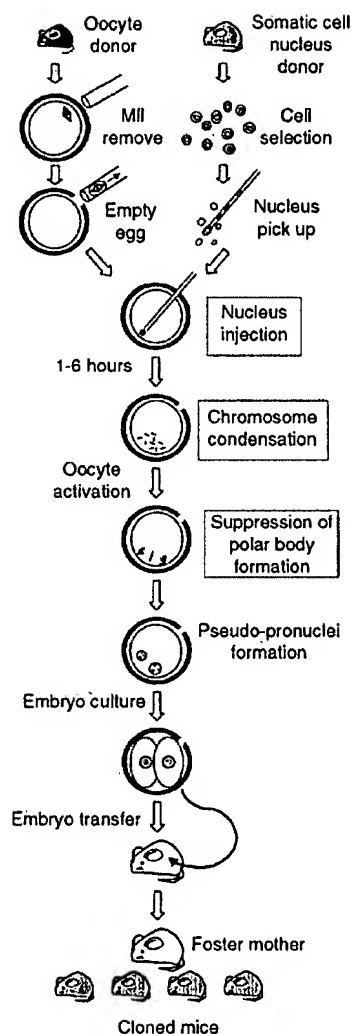 Oocyte
donor
Somatic cell
nucleus
donor
MII
remove
Cell
selection
Empty
egg
Nucleus
pick up
Nucleus
injection
1-6 hours
Chromosome
condensation
Oocyte
activation
Suppression of
polar body
formation
Pseudo-pronuclei
formation
Embryo culture
Embryo transfer
Foster mother
Cloned mice